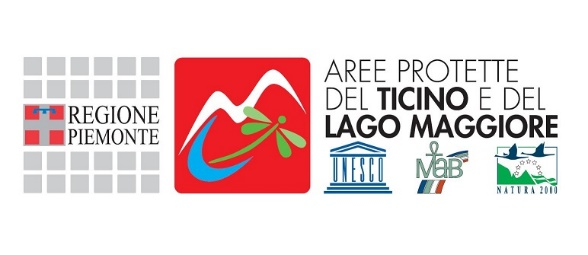 REGIONE
PIEMONTE
AREE PROTETTE
DEL TICINO E DEL
LAGO MAGGIORE
UNESCO
MaB
NATURA 2000